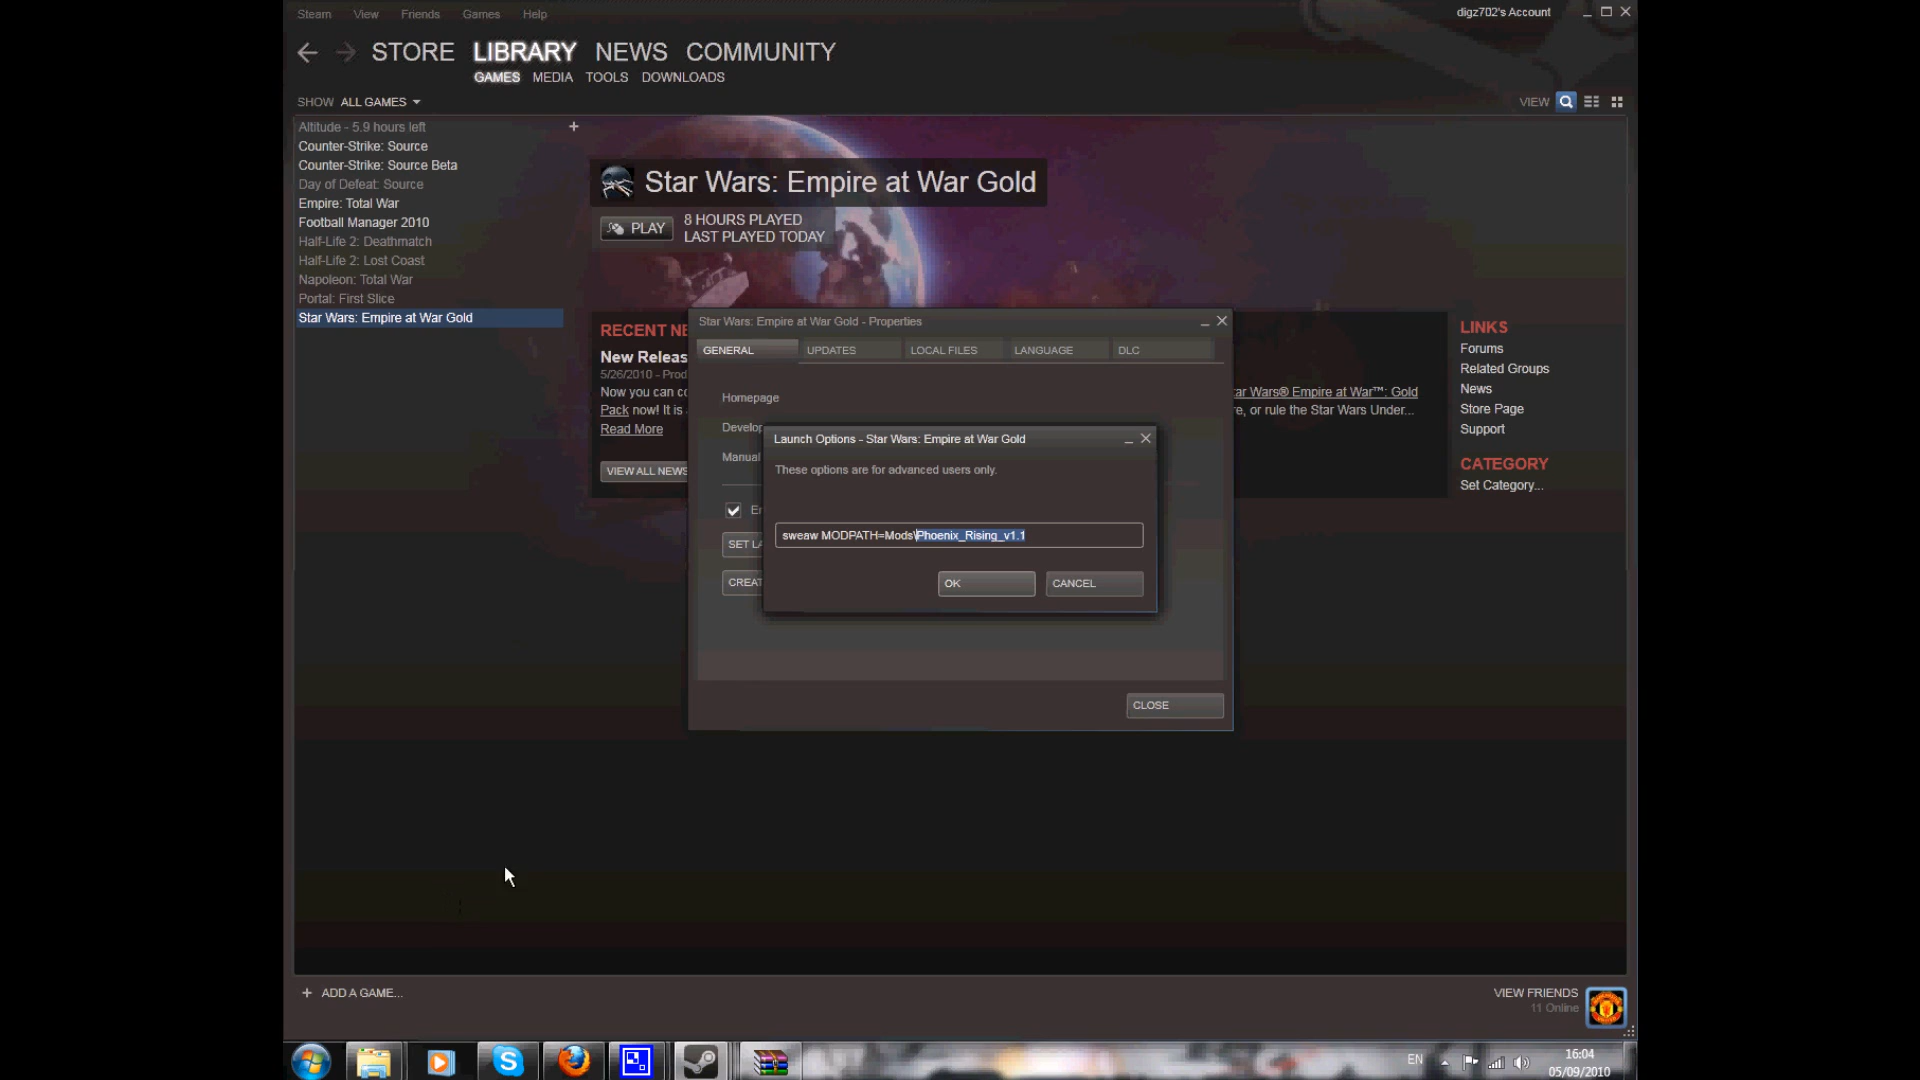 Steam View Friends Games Help
digz702's Account
STORE LIBRARY NEWS COMMUNITY
GAMES MEDIA TOOLS DOWNLOADS
SHOW ALL GAMES
VIEW
Altitude - 5.9 hours left
Counter-Strike: Source
Counter-Strike: Source Beta
Day of Defeat: Source
Empire: Total War
Football Manager 2010
Half-Life 2: Deathmatch
Half-Life 2: Lost Coast
Napoleon: Total War
Portal: First Slice
Star Wars: Empire at War Gold
Star Wars: Empire at War Gold
PLAY
8 HOURS PLAYED
LAST PLAYED TODAY
RECENT NE
New Releas
5/26/2010 - Prod
Now you can co
Pack now! It is
Read More
VIEW ALL NEWS
ar Wars® Empire at War™: Gold
re, or rule the Star Wars Under...
LINKS
Forums
Related Groups
News
Store Page
Support
CATEGORY
Set Category...
Star Wars: Empire at War Gold - Properties
GENERAL UPDATES LOCAL FILES LANGUAGE DLC
Homepage
Develop
Manual
En
SET LA
CREAT
Launch Options - Star Wars: Empire at War Gold
These options are for advanced users only.
sweaw MODPATH=Mods\Phoenix_Rising_v1.1
OK CANCEL
CLOSE
+ ADD A GAME...
VIEW FRIENDS
11 Online
EN
16:04
05/09/2010